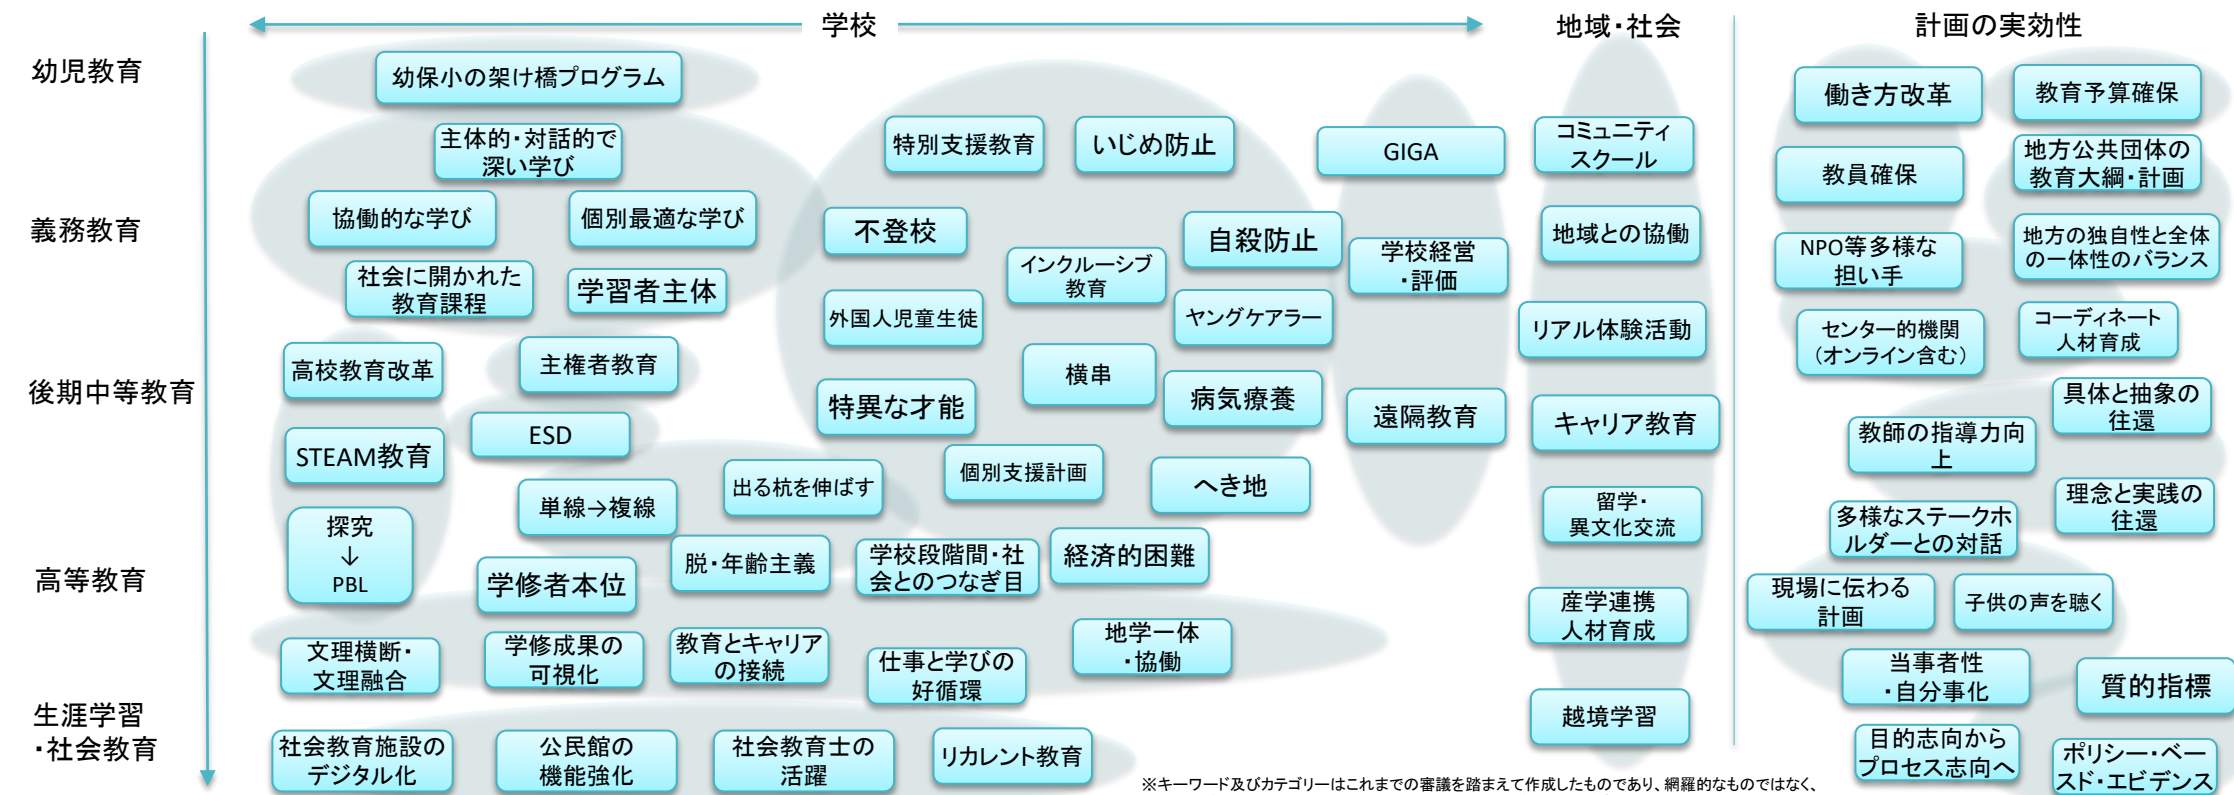 学校
地域・社会
計画の実効性
幼児教育
義務教育
後期中等教育
高等教育
生涯学習
・社会教育
幼保小の架け橋プログラム
主体的・対話的で
深い学び
協働的な学び
個別最適な学び
社会に開かれた
教育課程
学習者主体
高校教育改革
主権者教育
STEAM教育
ESD
探究
↓
PBL
単線→複線
出る杭を伸ばす
学修者本位
脱・年齢主義
学校段階間・社
会とのつなぎ目
文理横断・
文理融合
学修成果の
可視化
教育とキャリア
の接続
仕事と学びの
好循環
地学一体
・協働
社会教育施設の
デジタル化
公民館の
機能強化
社会教育士の
活躍
リカレント教育
特別支援教育
いじめ防止
不登校
自殺防止
インクルーシブ
教育
外国人児童生徒
ヤングケアラー
横串
特異な才能
病気療養
個別支援計画
へき地
経済的困難
GIGA
学校経営
・評価
遠隔教育
コミュニティ
スクール
地域との協働
リアル体験活動
キャリア教育
留学・
異文化交流
産学連携
人材育成
越境学習
働き方改革
教育予算確保
教員確保
地方公共団体の
教育大綱・計画
NPO等多様な
担い手
地方の独自性と全体
の一体性のバランス
センター的機関
（オンライン含む）
コーディネート
人材育成
具体と抽象の
往還
教師の指導力向
上
理念と実践の
往還
多様なステークホ
ルダーとの対話
現場に伝わる
計画
子供の声を聴く
当事者性
・自分事化
質的指標
目的志向から
プロセス志向へ
ポリシー・ベー
スド・エビデンス
※キーワード及びカテゴリーはこれまでの審議を踏まえて作成したものであり、網羅的なものではなく、